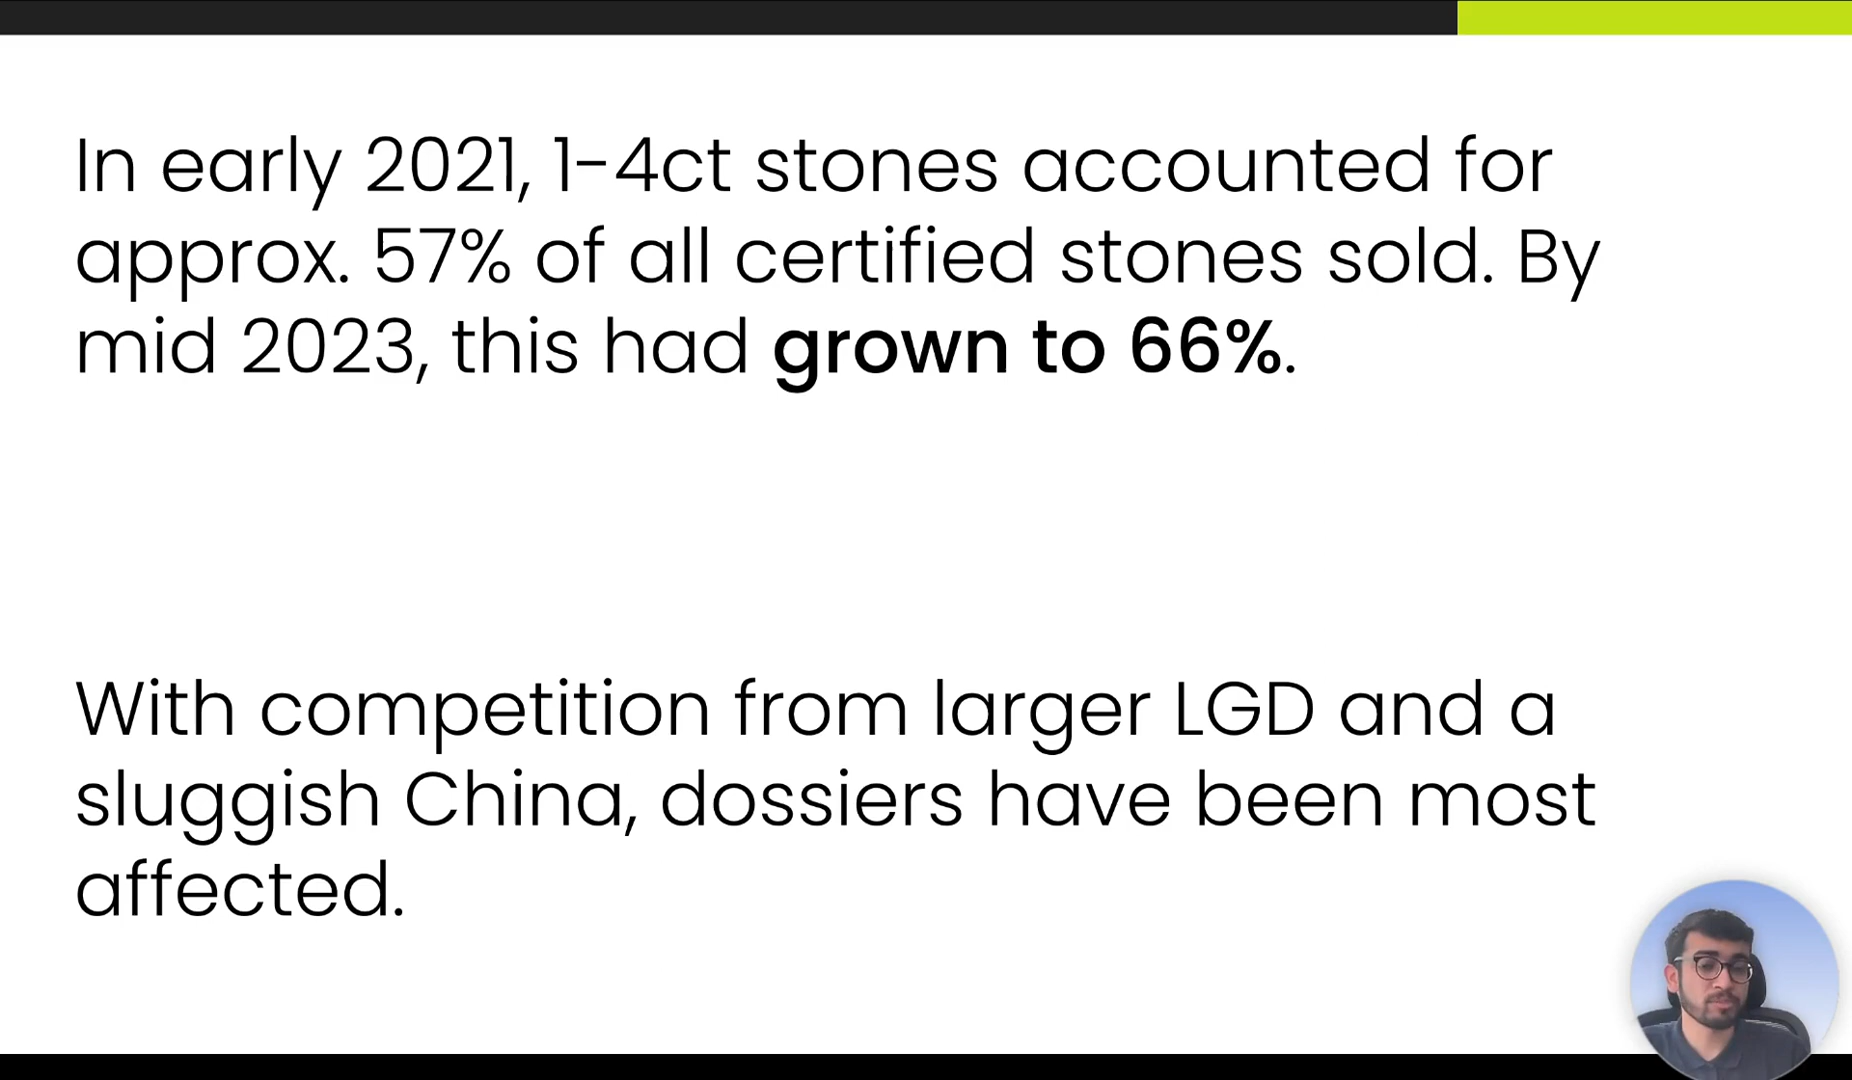 In early 2021, 1-4ct stones accounted for
approx. 57% of all certified stones sold. By
mid 2023, this had grown to 66%.
With competition from larger LGD and a
sluggish China, dossiers have been most
affected.